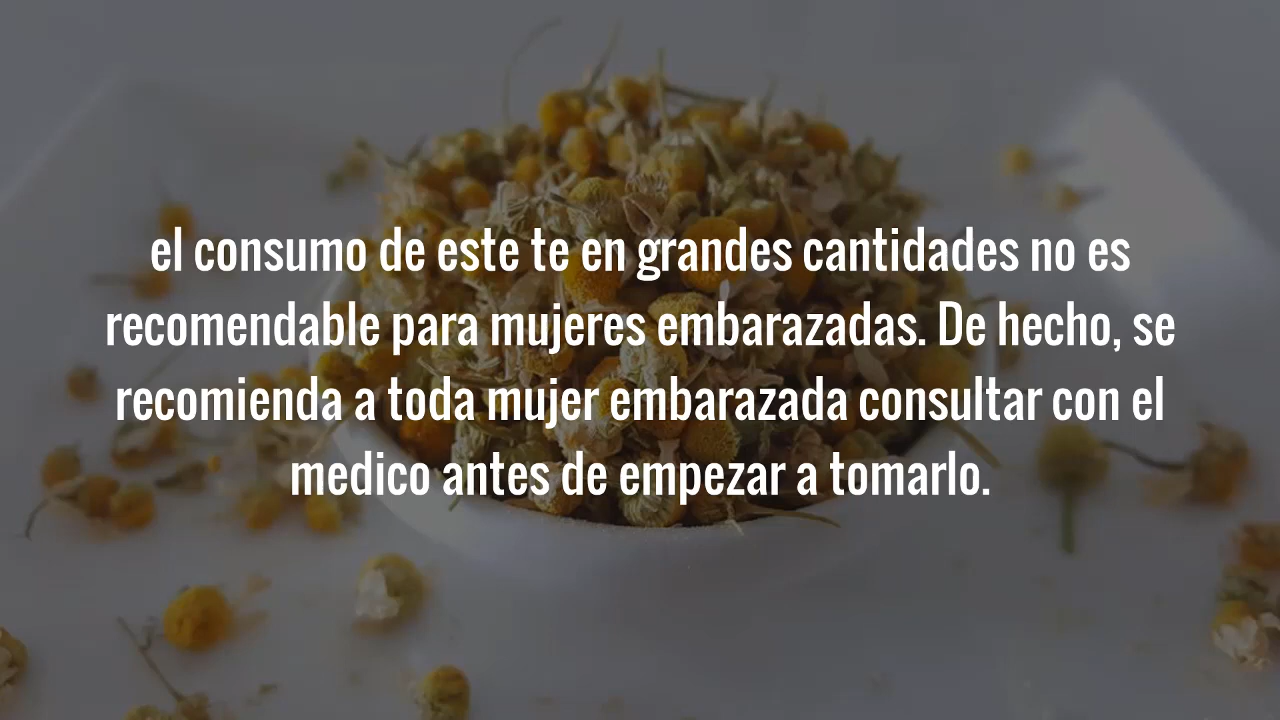 el consumo de este te en grandes cantidades no es
recomendable para mujeres embarazadas. De hecho, se
recomienda a toda mujer embarazada consultar con el
medico antes de empezar a tomarlo.